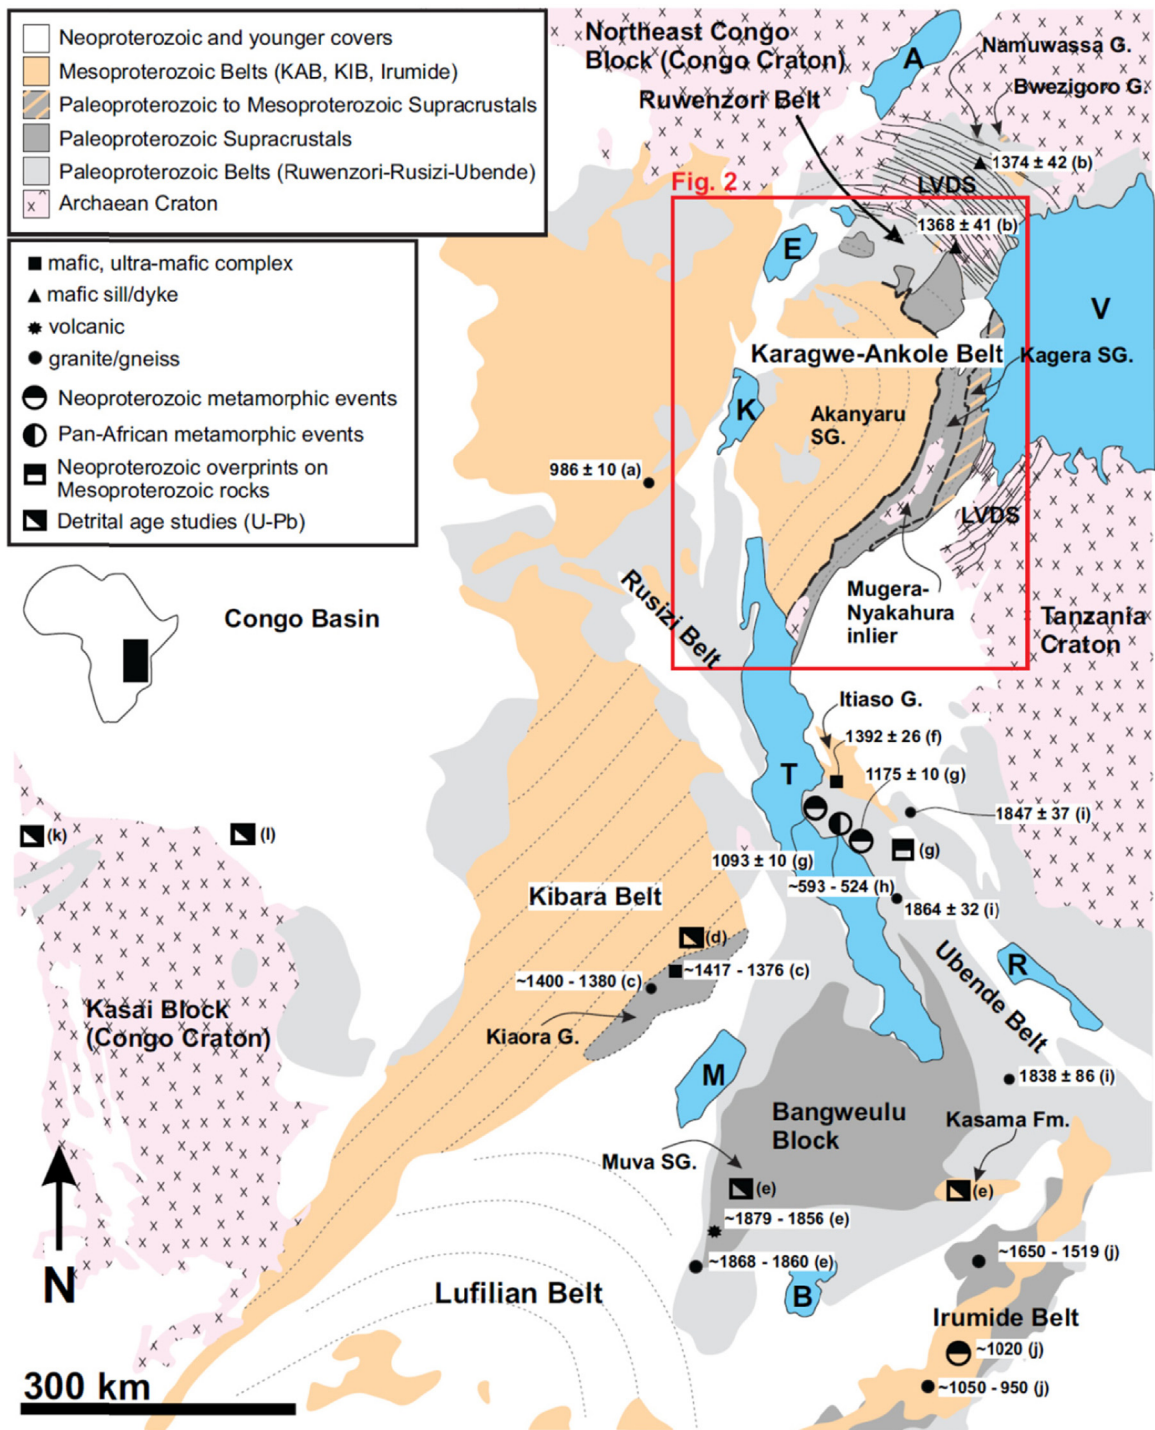 Neoproterozoic and younger covers
Mesoproterozoic Belts (KAB, KIB, Irumide)
Paleoproterozoic to Mesoproterozoic Supracrustals
Paleoproterozoic Supracrustals
Paleoproterozoic Belts (Ruwenzori-Rusizi-Ubende)
Archaean Craton
mafic, ultra-mafic complex
mafic sill/dyke
volcanic
granite/gneiss
Neoproterozoic metamorphic events
Pan-African metamorphic events
Neoproterozoic overprints on
Mesoproterozoic rocks
Detrital age studies (U-Pb)
Northeast Congo
Block (Congo Craton)
Ruwenzori Belt
A
Namuwassa G.
Bwezigoro G.
1374 ± 42 (b)
Fig. 2
LVDS
1368 ± 41 (b)
E
V
Karagwe-Ankole Belt
Kagera SG.
K
Akanyaru
SG.
986 ± 10 (a)
LVDS
Mugera-
Nyakahura
inlier
Rusizi Belt
Congo Basin
Tanzania
Craton
Itiaso G.
1392 ± 26 (f)
T
1175 ± 10 (g)
1847 ± 37 (i)
(k)
(l)
(g)
1093 ± 10 (g)
~593 - 524 (h)
1864 ± 32 (i)
Kibara Belt
(d)
~1417 - 1376 (c)
~1400 - 1380 (c)
Kiaora G.
Ubende Belt
R
Kasai Block
(Congo Craton)
M
1838 ± 86 (i)
Bangweulu
Block
Kasama Fm.
Muva SG.
(e)
(e)
~1879 - 1856 (e)
~1868 - 1860 (e)
~1650 - 1519 (j)
B
N
Lufilian Belt
Irumide Belt
~1020 (j)
~1050 - 950 (j)
300 km